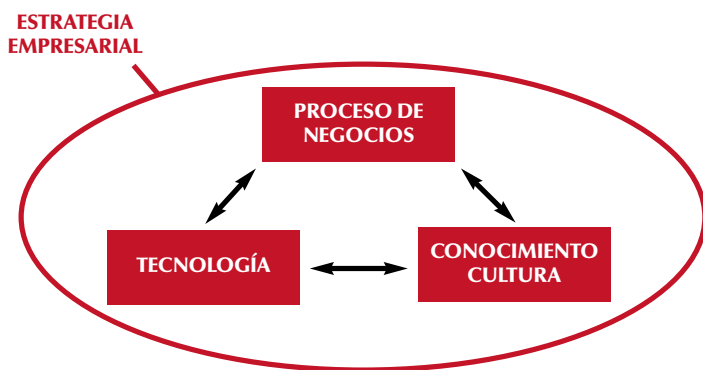 ESTRATEGIA
EMPRESARIAL
PROCESO DE
NEGOCIOS
TECNOLOGÍA
CONOCIMIENTO
CULTURA